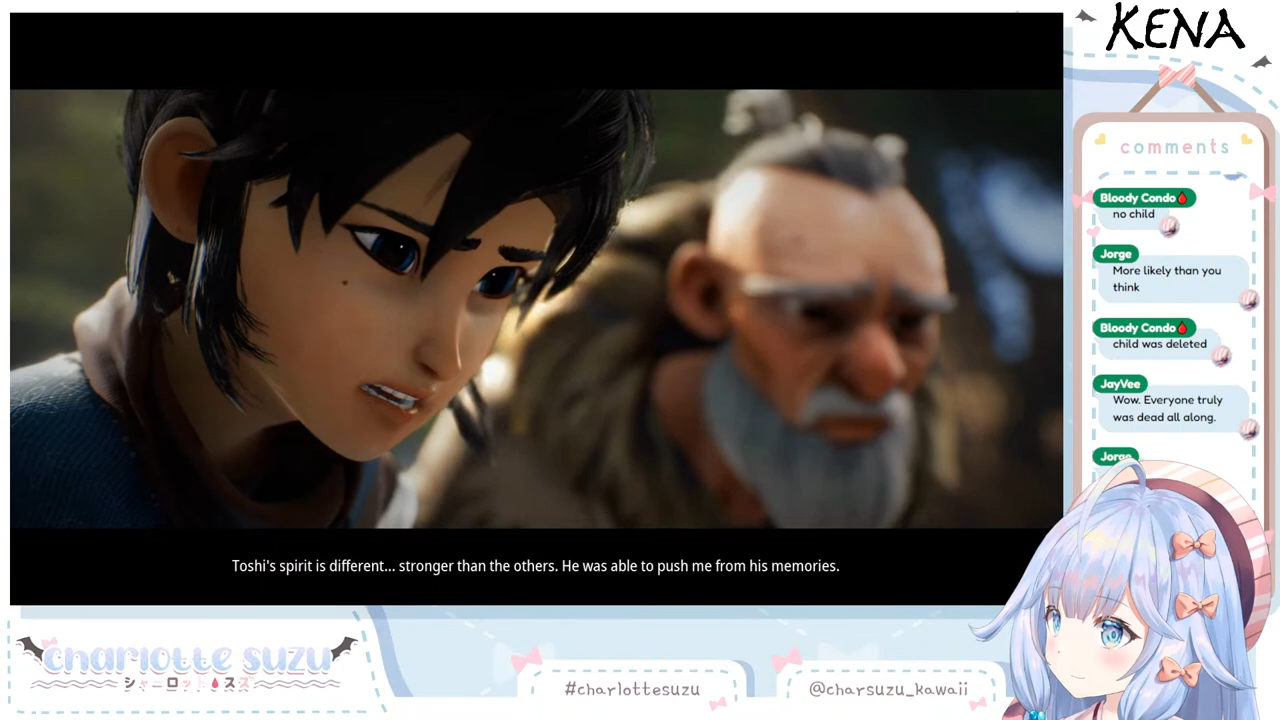 KENA
comments
Bloody Condo🩸
no child
Jorge
More likely than you
think
Bloody Condo🩸
child was deleted
JayVee
Wow. Everyone truly
was dead all along.
Jorge
Toshi's spirit is different... stronger than the others. He was able to push me from his memories.
charlotte suzu
シャーロット スズ
#charlottesuzu
@charsuzu_kawaii